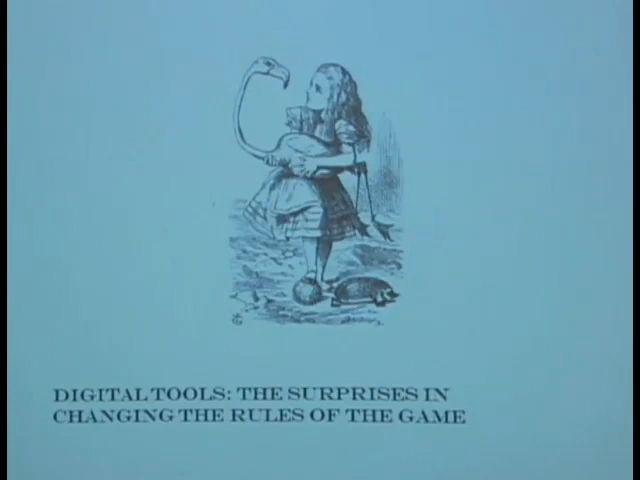 DIGITAL TOOLS: THE SURPRISES IN
CHANGING THE RULES OF THE GAME